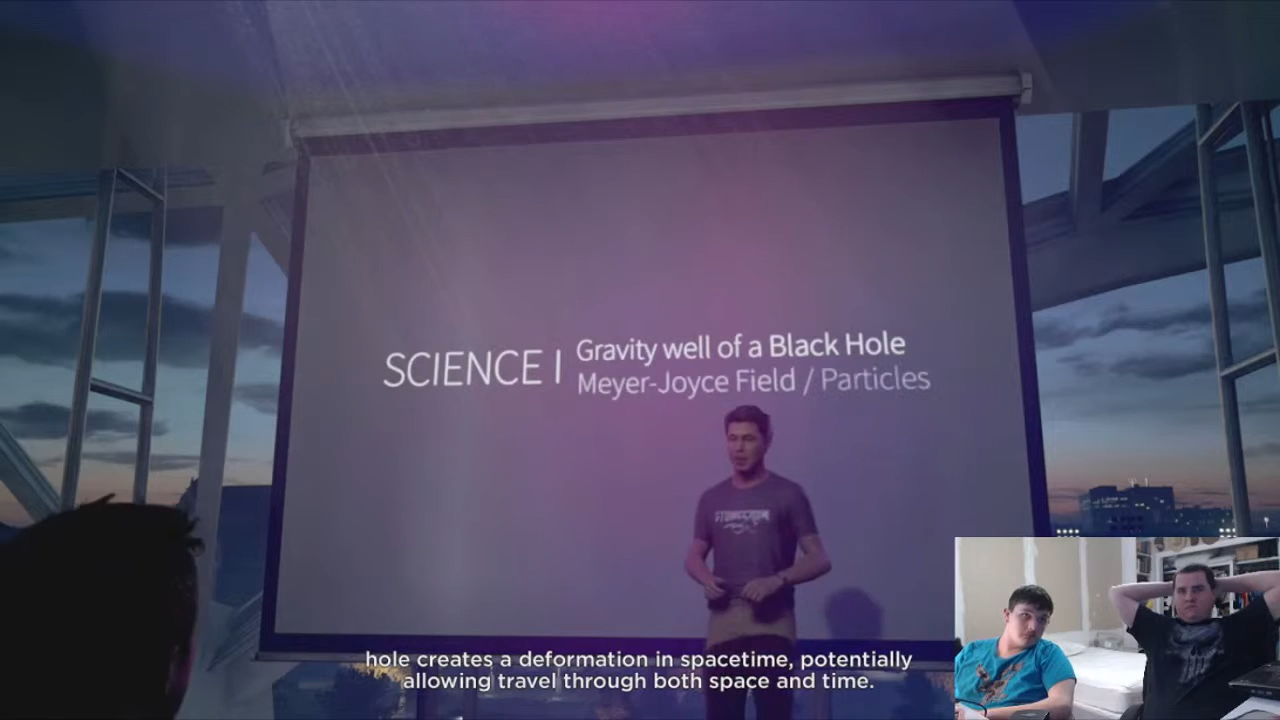 SCIENCE |
Gravity well of a Black Hole
Meyer-Joyce Field / Particles
hole creates a deformation in spacetime, potentially
allowing travel through both space and time.